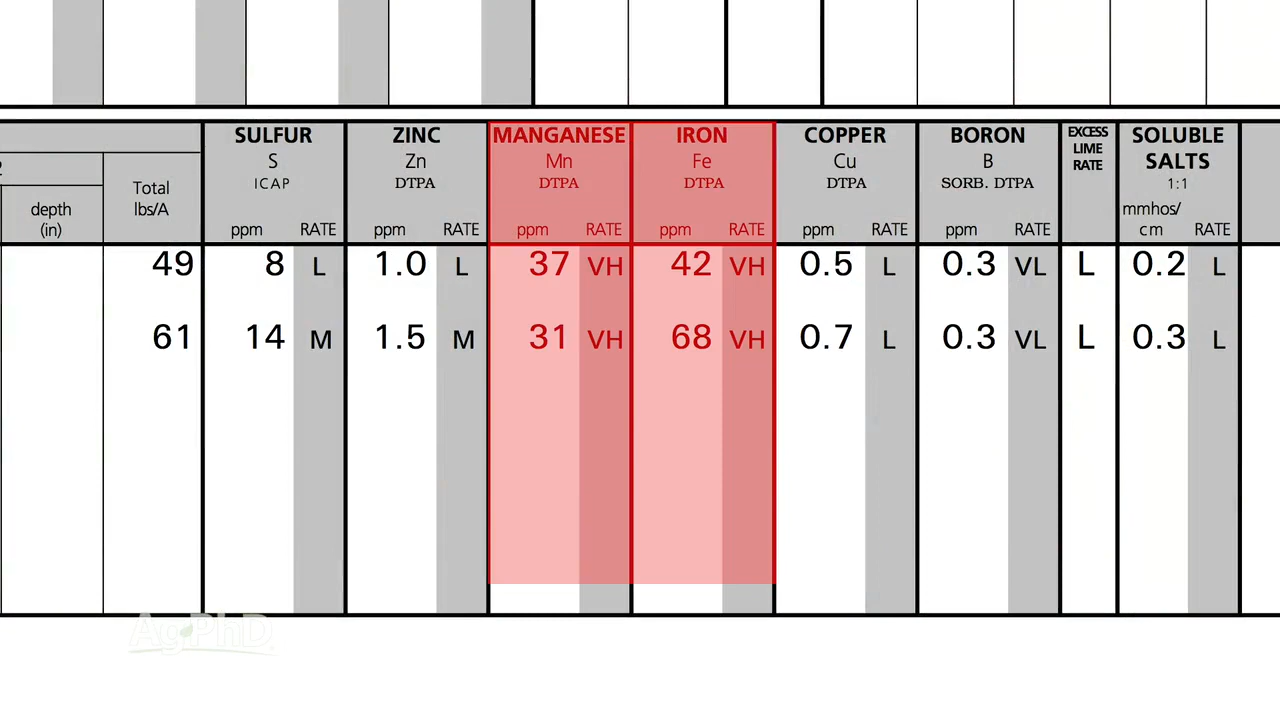 SULFUR ZINC MANGANESE IRON COPPER BORON EXCESS LIME RATE SOLUBLE SALTS
S Zn Mn Fe Cu B
ICAP DTPA DTPA DTPA DTPA SORB. DTPA 1:1
depth (in) Total lbs/A
ppm RATE ppm RATE ppm RATE ppm RATE ppm RATE ppm RATE mmhos/ cm RATE
49 8 L 1.0 L 37 VH 42 VH 0.5 L 0.3 VL L 0.2 L
61 14 M 1.5 M 31 VH 68 VH 0.7 L 0.3 VL L 0.3 L
Ag PhD